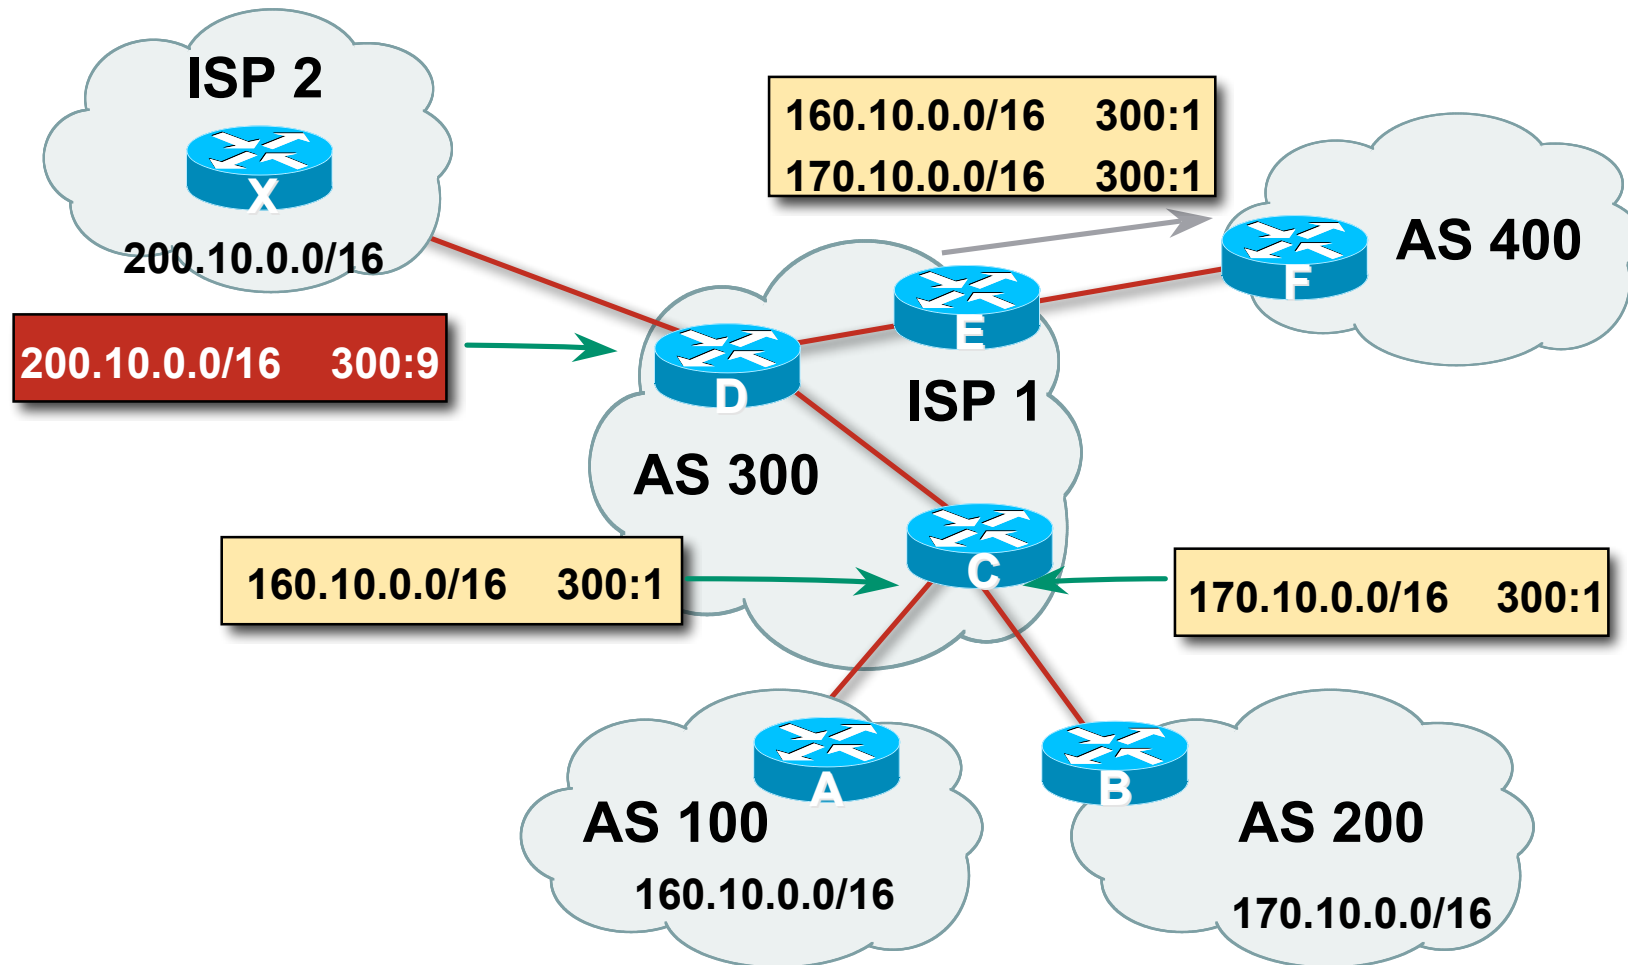 ISP 2
X
200.10.0.0/16
160.10.0.0/16 300:1
170.10.0.0/16 300:1
AS 400
F
E
200.10.0.0/16 300:9
D
ISP 1
AS 300
C
160.10.0.0/16 300:1
170.10.0.0/16 300:1
A
AS 100
160.10.0.0/16
B
AS 200
170.10.0.0/16